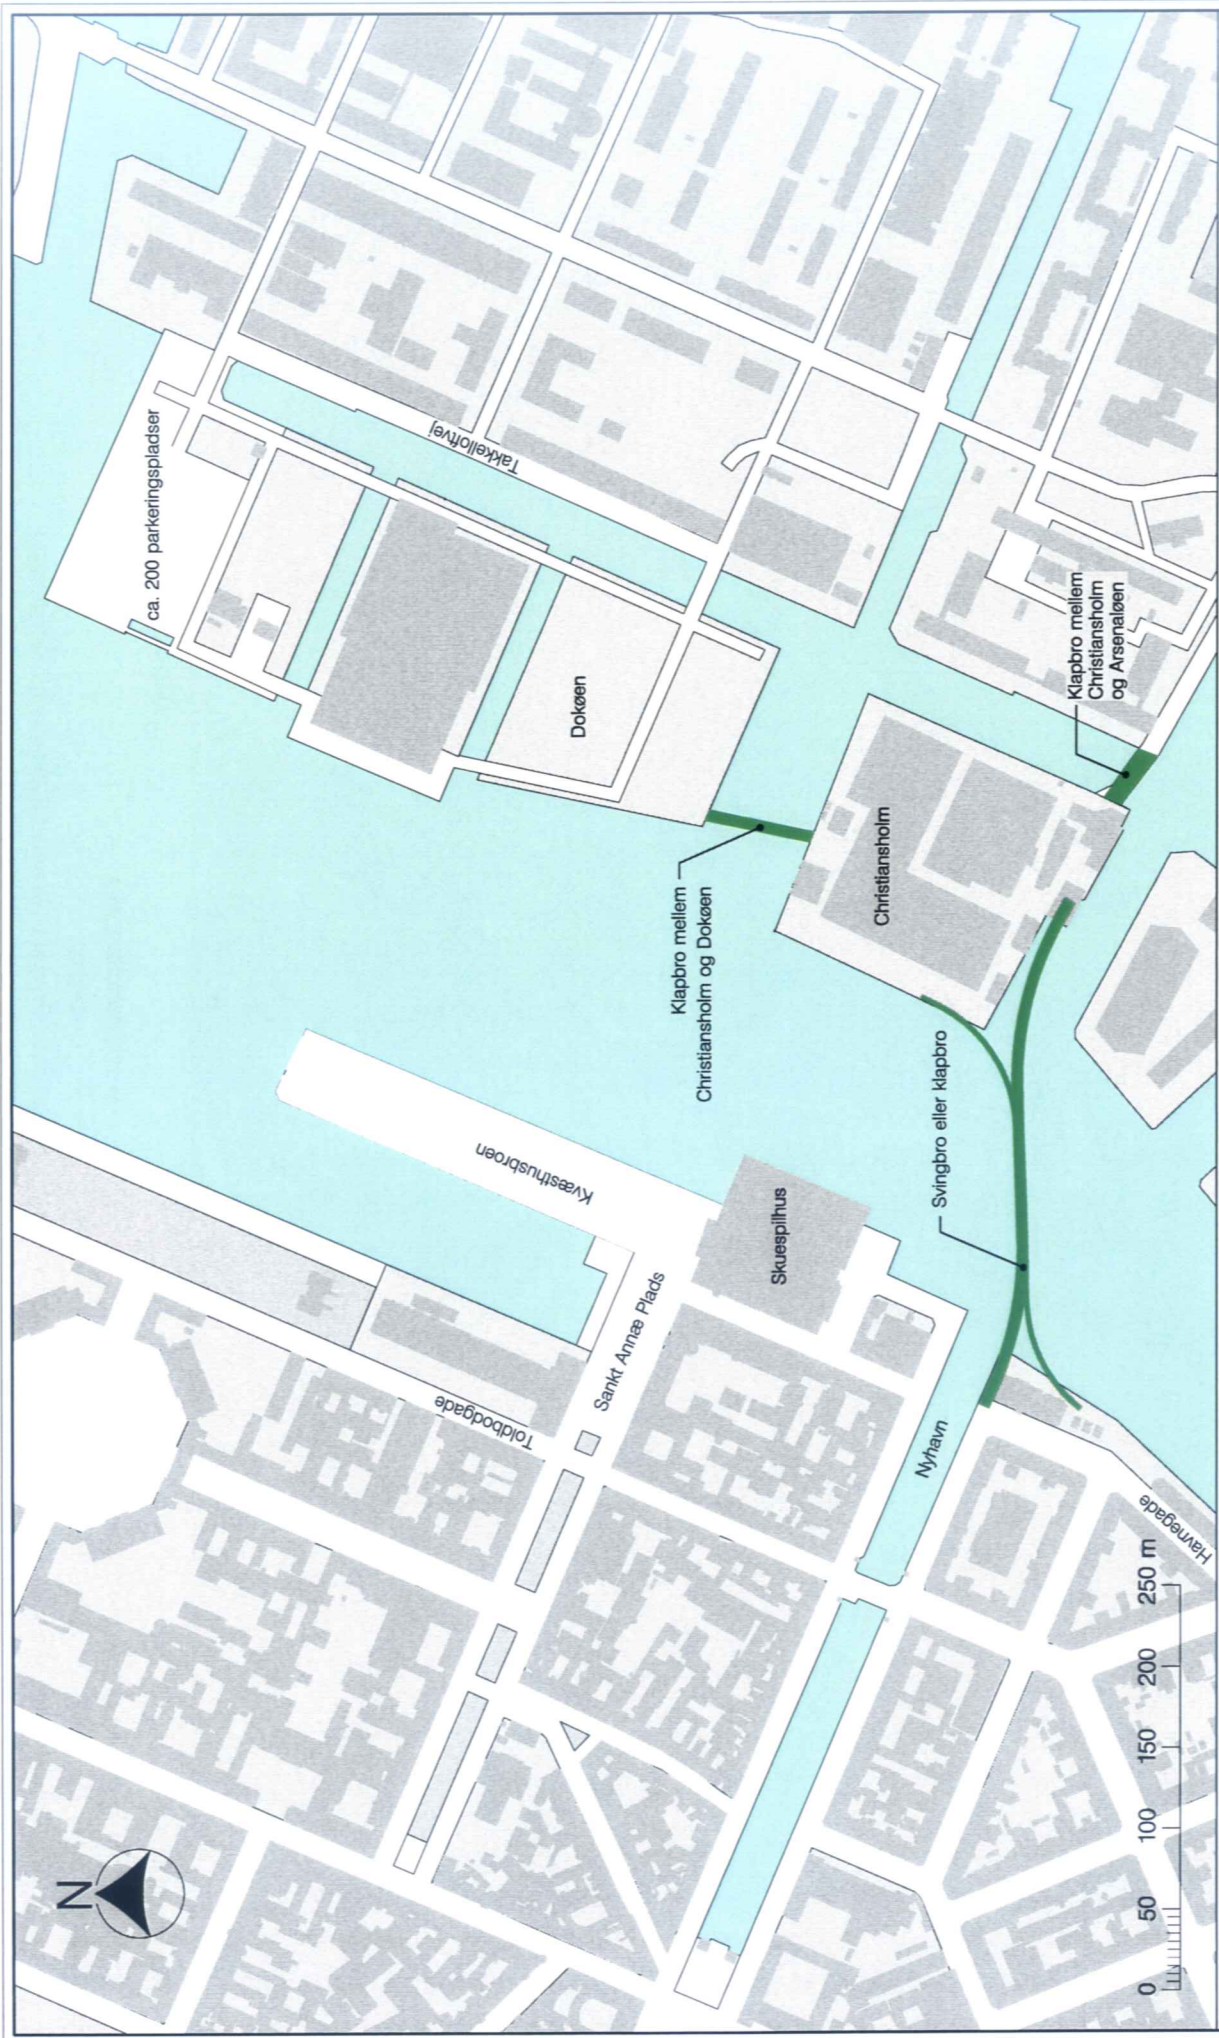 N
ca. 200 parkeringspladser
Takkelloftvej
Dokøen
Klapbro mellem
Christiansholm og Dokøen
Christiansholm
Klapbro mellem
Christiansholm
og Arsenaløen
Kvæsthusbroen
Skuespilhus
Svingbro eller klapbro
Sankt Annæ Plads
Toldbodgade
Nyhavn
Havnegade
0 50 100 150 200 250 m